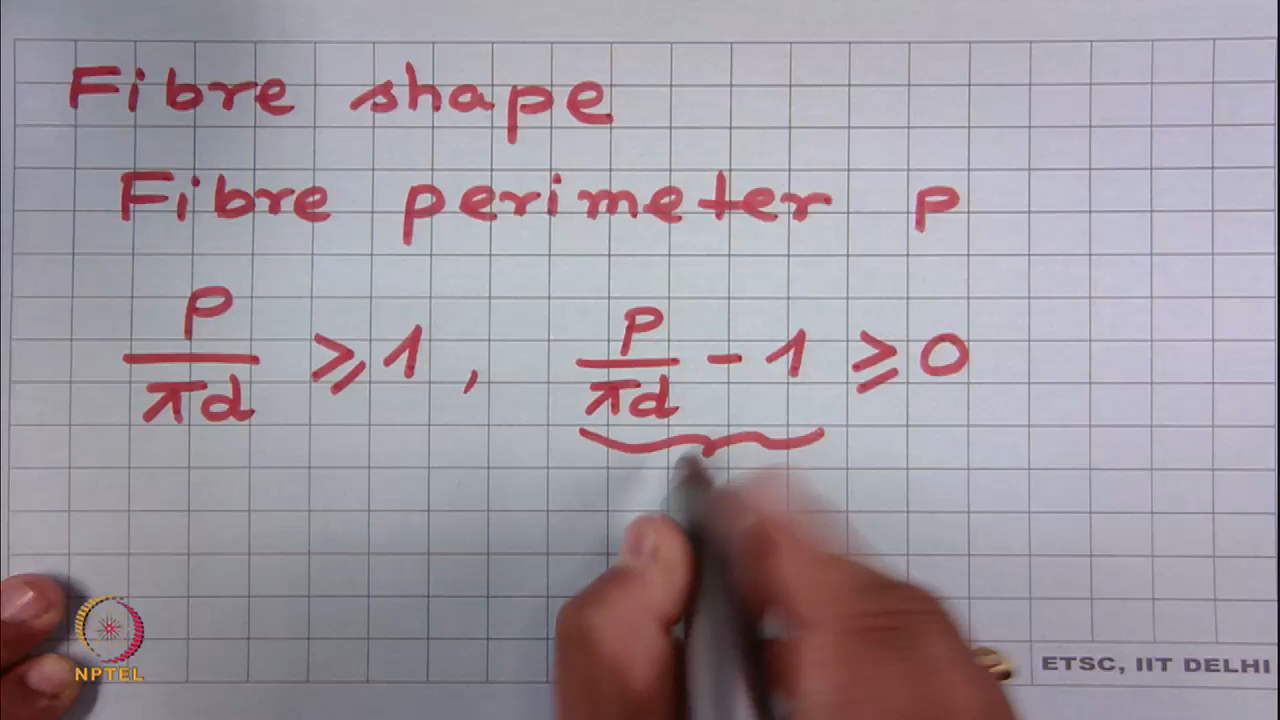 Fibre shape
Fibre perimeter p
p/πd ⩾ 1, p/πd - 1 ⩾ 0
NPTEL
ETSC, IIT DELHI